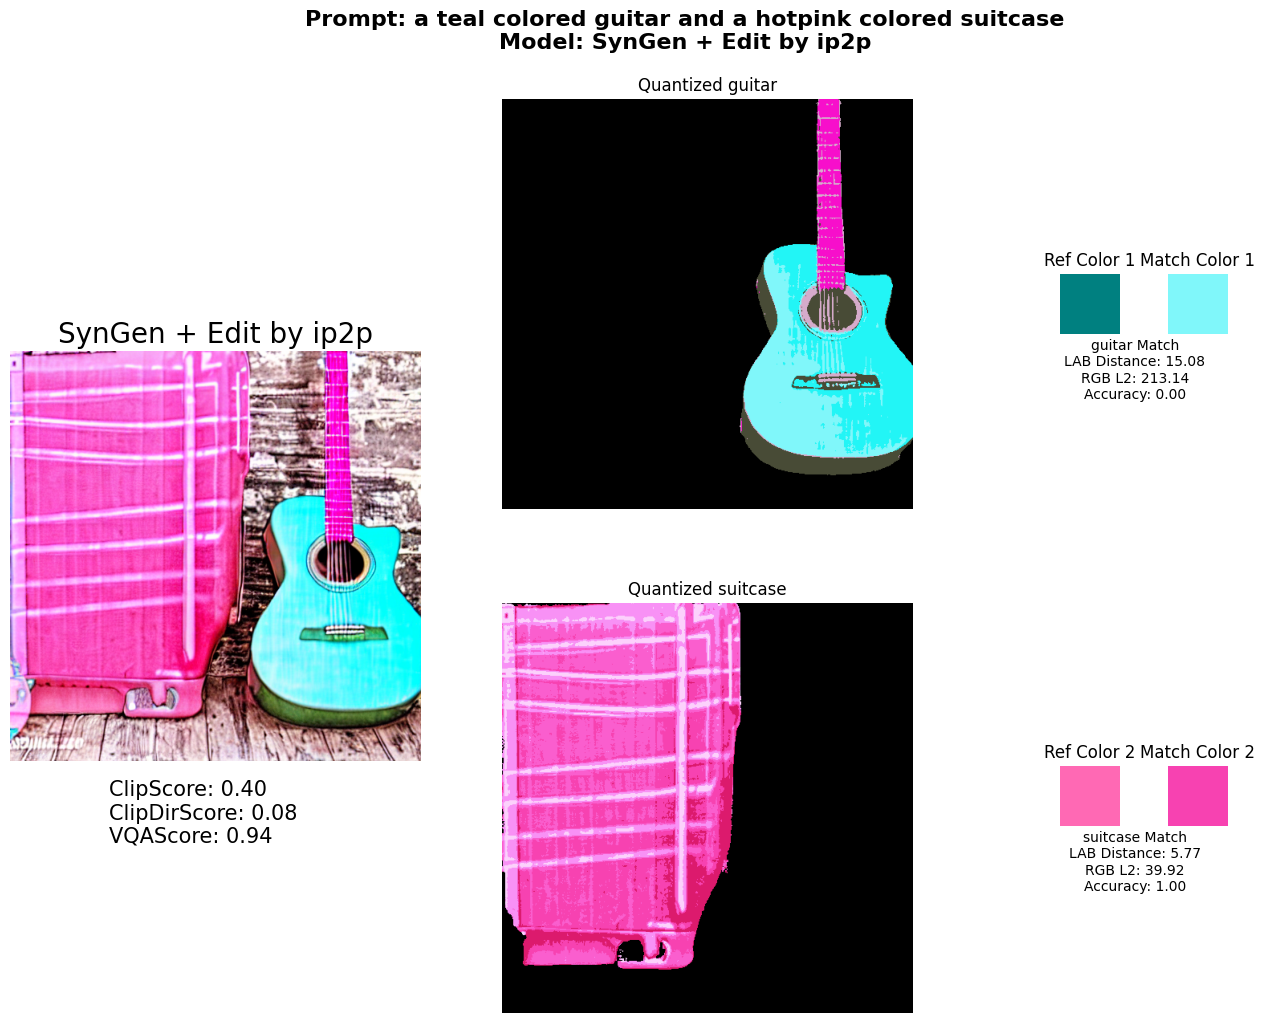 Prompt: a teal colored guitar and a hotpink colored suitcase
Model: SynGen + Edit by ip2p
Quantized guitar
Ref Color 1 Match Color 1
guitar Match
LAB Distance: 15.08
RGB L2: 213.14
Accuracy: 0.00
SynGen + Edit by ip2p
ClipScore: 0.40
ClipDirScore: 0.08
VQAScore: 0.94
Quantized suitcase
Ref Color 2 Match Color 2
suitcase Match
LAB Distance: 5.77
RGB L2: 39.92
Accuracy: 1.00